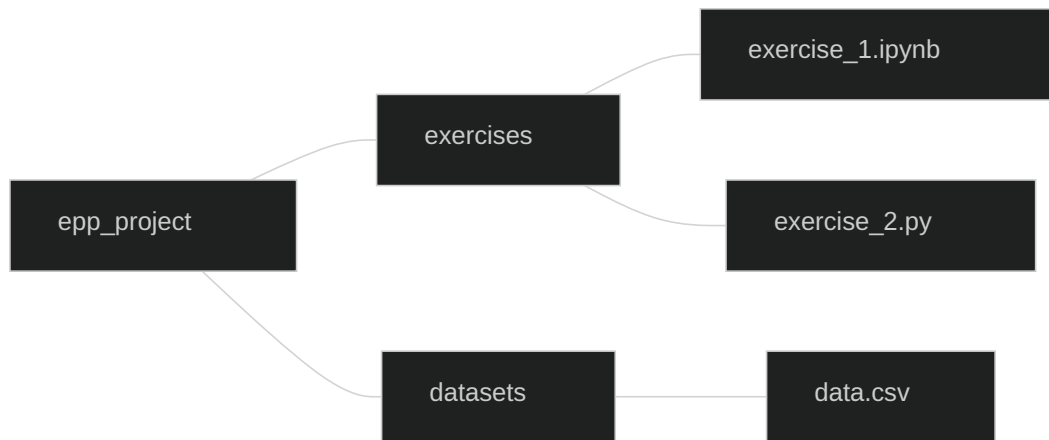 exercise_1.ipynb
exercises
epp_project
exercise_2.py
datasets
data.csv